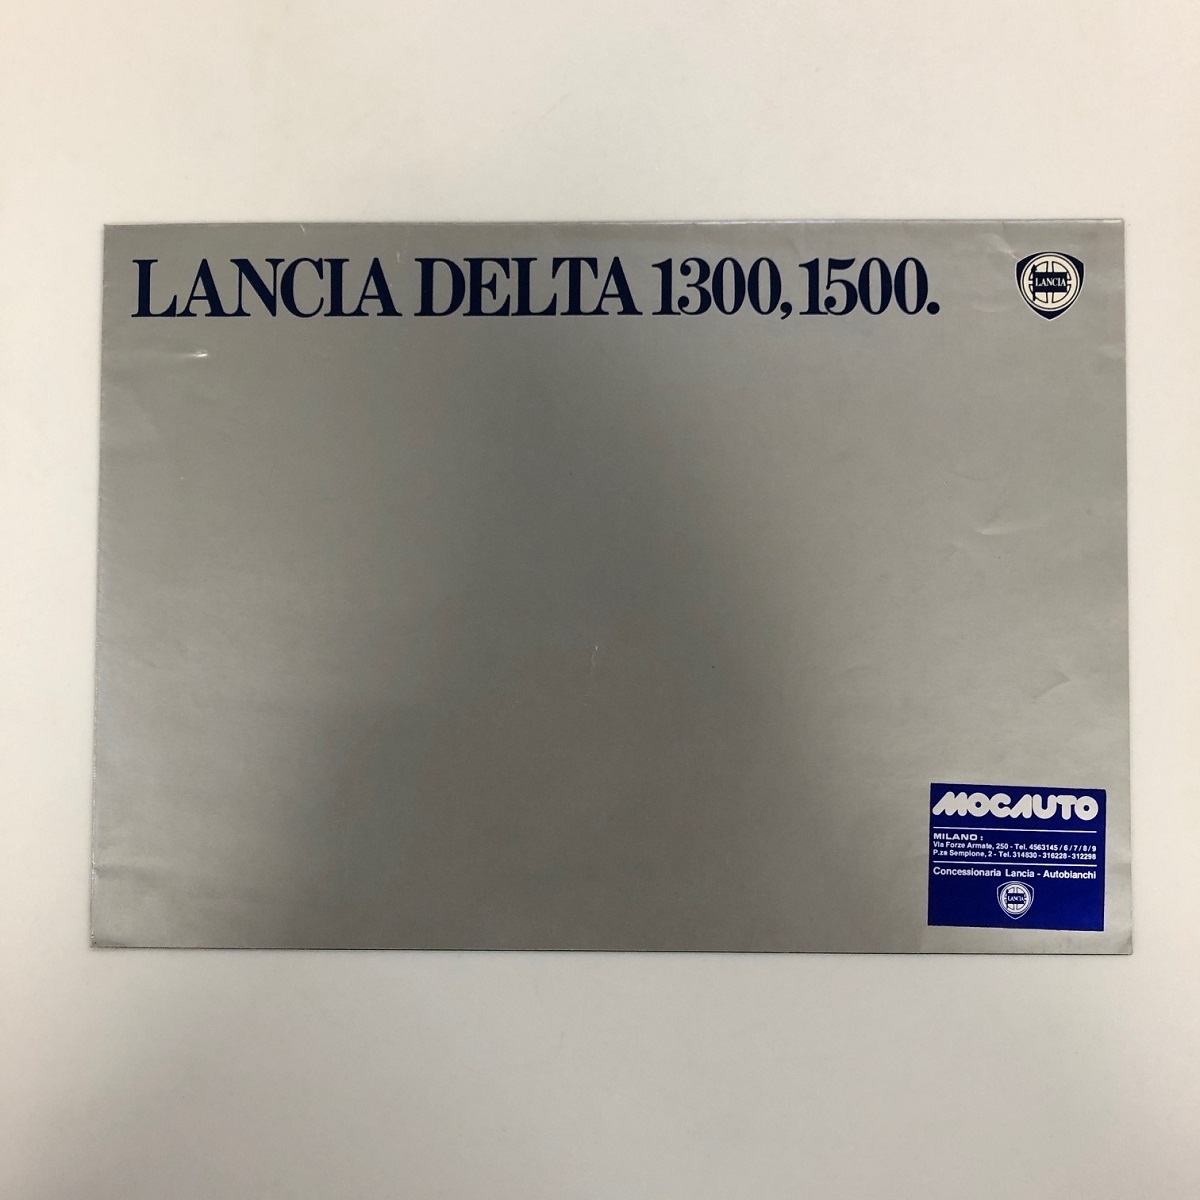 LANCIA DELTA 1300, 1500.
LANCIA
MOCAUTO
MILANO:
Via Forze Armate, 250 - Tel. 4563145/6/7/8/9
P.za Sempione, 2 - Tel. 314830 - 316228 - 312298
Concessionaria Lancia - Autobianchi
LANCIA